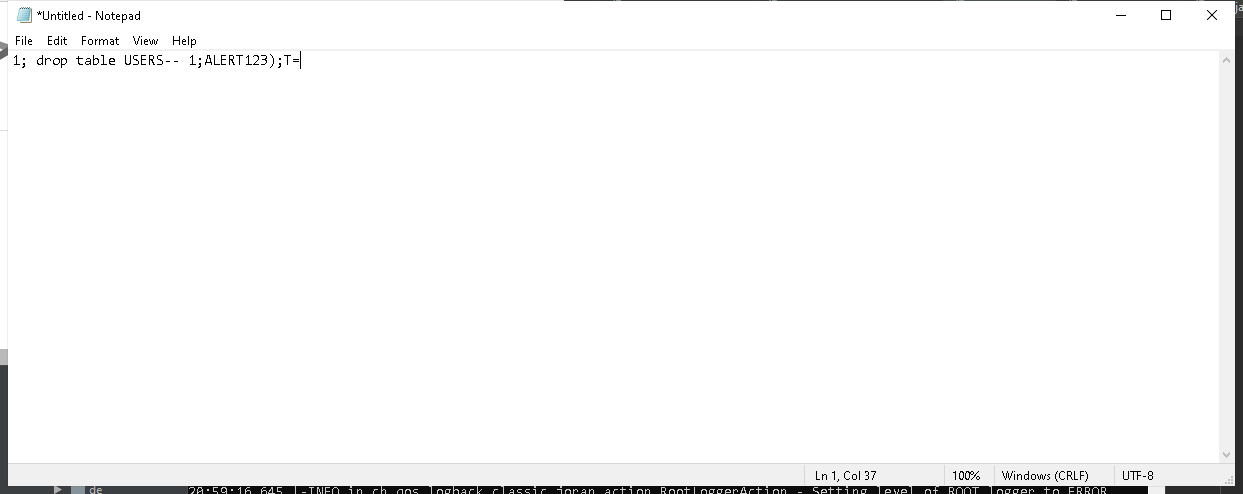 *Untitled - Notepad
File Edit Format View Help
1; drop table USERS-- 1;ALERT123);T=
Ln 1, Col 37 100% Windows (CRLF) UTF-8
de 20:59:16,645 |-INFO in ch.qos.logback.classic.joran.action.RootLoggerAction - Setting level of ROOT logger to ERROR